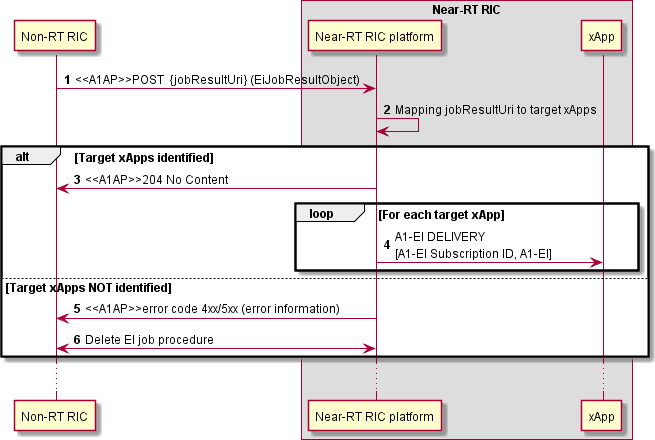 Near-RT RIC
Non-RT RIC
Near-RT RIC platform
xApp
1 <<A1AP>>POST {jobResultUri} (EiJobResultObject)
2 Mapping jobResultUri to target xApps
alt [Target xApps identified]
3 <<A1AP>>204 No Content
loop [For each target xApp]
4 A1-EI DELIVERY
[A1-EI Subscription ID, A1-EI]
[Target xApps NOT identified]
5 <<A1AP>>error code 4xx/5xx (error information)
6 Delete EI job procedure
Non-RT RIC
Near-RT RIC platform
xApp